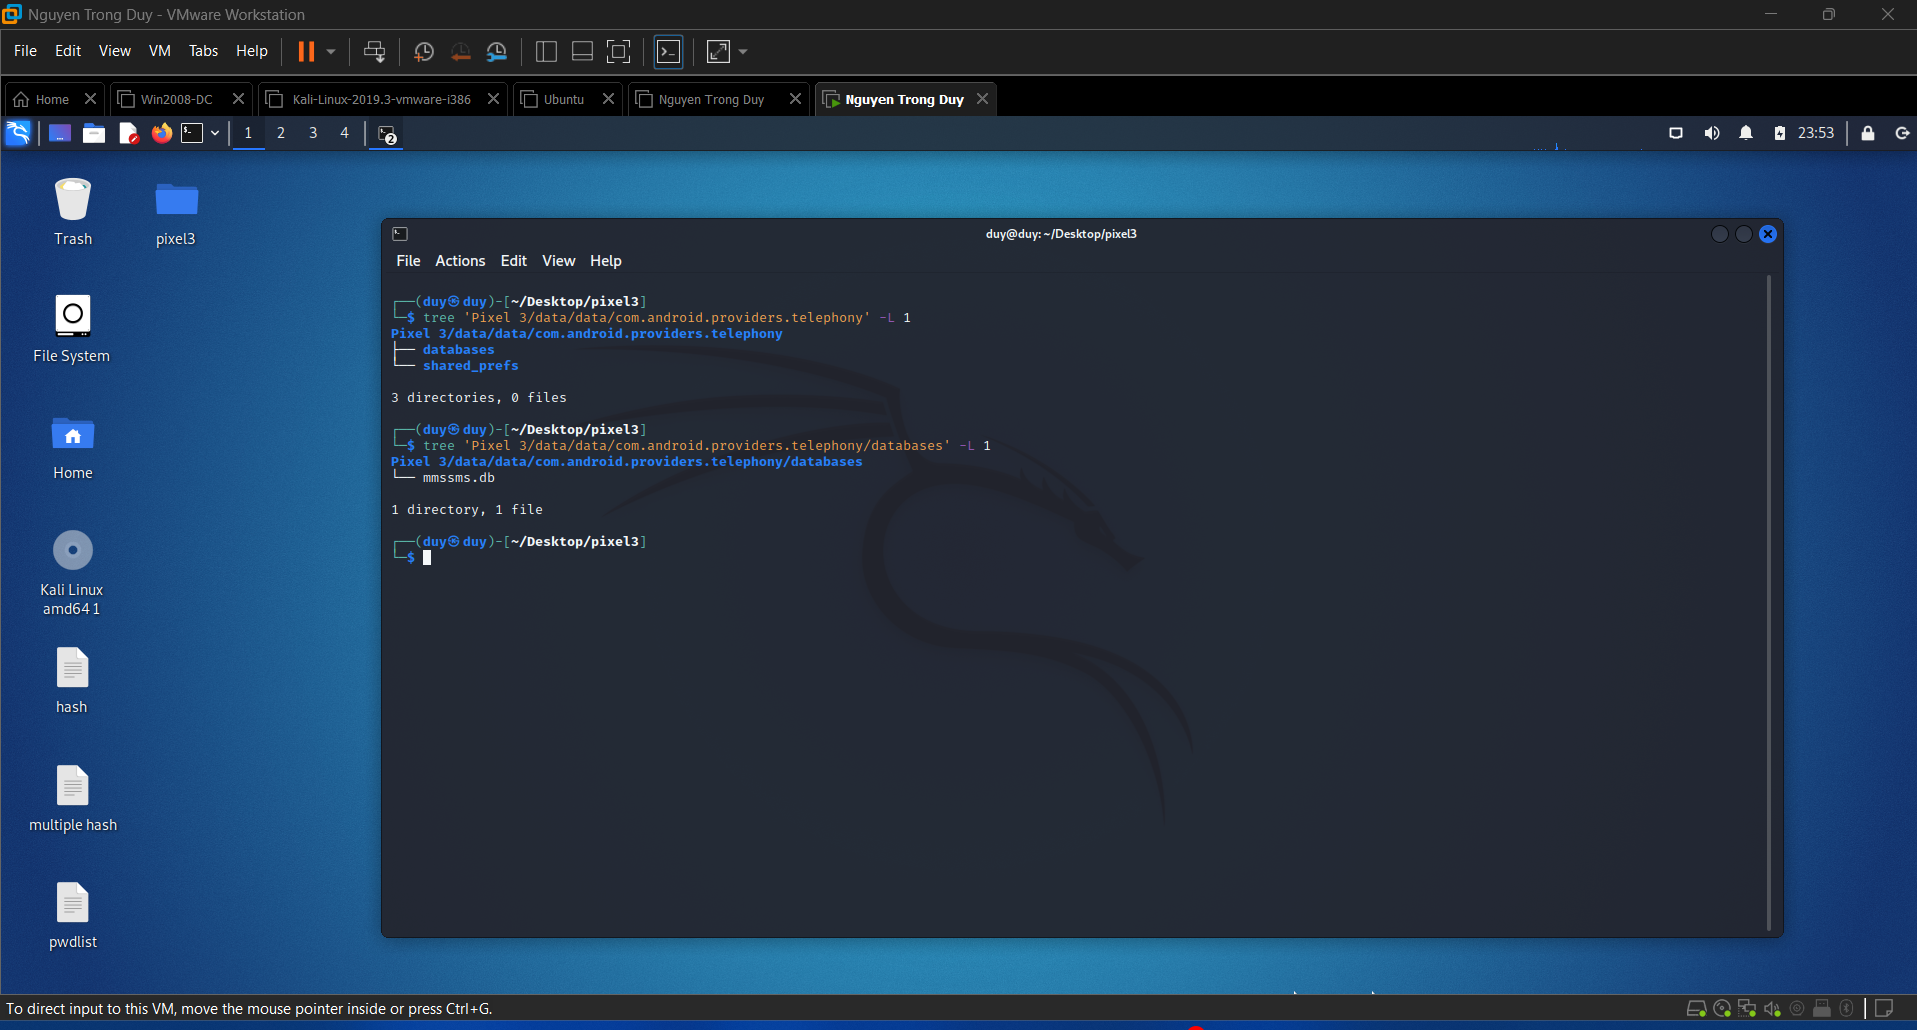 Nguyen Trong Duy - VMware Workstation
File Edit View VM Tabs Help
Home Win2008-DC Kali-Linux-2019.3-vmware-i386 Ubuntu Nguyen Trong Duy Nguyen Trong Duy
1 2 3 4 2 23:53
Trash
pixel3
File System
Home
Kali Linux
amd64 1
hash
multiple hash
pwdlist
duy@duy: ~/Desktop/pixel3
File Actions Edit View Help
┌──(duy㉿duy)-[~/Desktop/pixel3]
└─$ tree 'Pixel 3/data/data/com.android.providers.telephony' -L 1
Pixel 3/data/data/com.android.providers.telephony
├── databases
└── shared_prefs
3 directories, 0 files
┌──(duy㉿duy)-[~/Desktop/pixel3]
└─$ tree 'Pixel 3/data/data/com.android.providers.telephony/databases' -L 1
Pixel 3/data/data/com.android.providers.telephony/databases
└── mmssms.db
1 directory, 1 file
┌──(duy㉿duy)-[~/Desktop/pixel3]
└─$
To direct input to this VM, move the mouse pointer inside or press Ctrl+G.